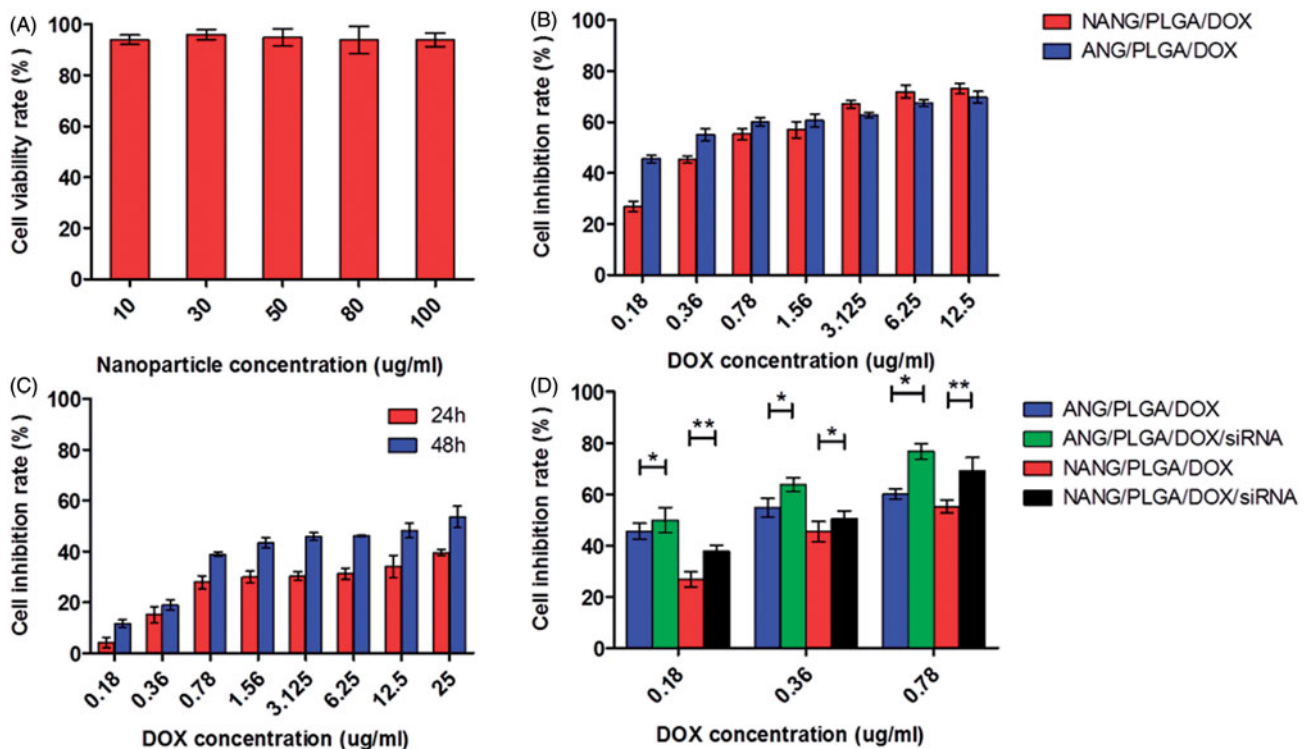 (A)
Cell viability rate (%)
100
80
60
40
20
0
10 30 50 80 100
Nanoparticle concentration (ug/ml)
(B)
Cell inhibition rate (%)
100
80
60
40
20
0
0.18 0.36 0.78 1.56 3.125 6.25 12.5
DOX concentration (ug/ml)
NANG/PLGA/DOX
ANG/PLGA/DOX
(C)
Cell inhibition rate (%)
100
80
60
40
20
0
24h
48h
0.18 0.36 0.78 1.56 3.125 6.25 12.5 25
DOX concentration (ug/ml)
(D)
Cell inhibition rate (%)
100
80
60
40
20
0
* ** * * * **
0.18 0.36 0.78
DOX concentration (ug/ml)
ANG/PLGA/DOX
ANG/PLGA/DOX/siRNA
NANG/PLGA/DOX
NANG/PLGA/DOX/siRNA